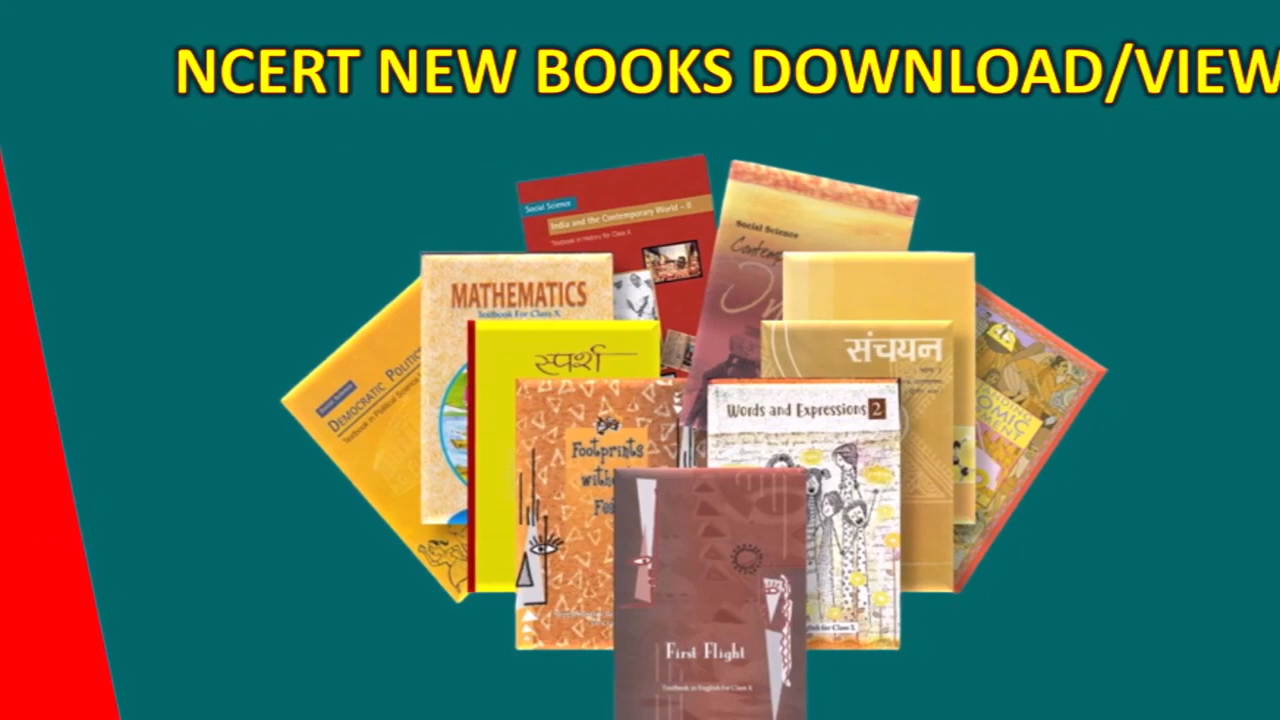 NCERT NEW BOOKS DOWNLOAD/VIEW
Social Science
India and the Contemporary World – II
Textbook in History for Class X
Social Science
MATHEMATICS
Textbook For Class X
DEMOCRATIC
Textbook in Political
स्पर्श
संचयन
Words and Expressions 2
Footprints
First Flight
Textbook in English for Class X